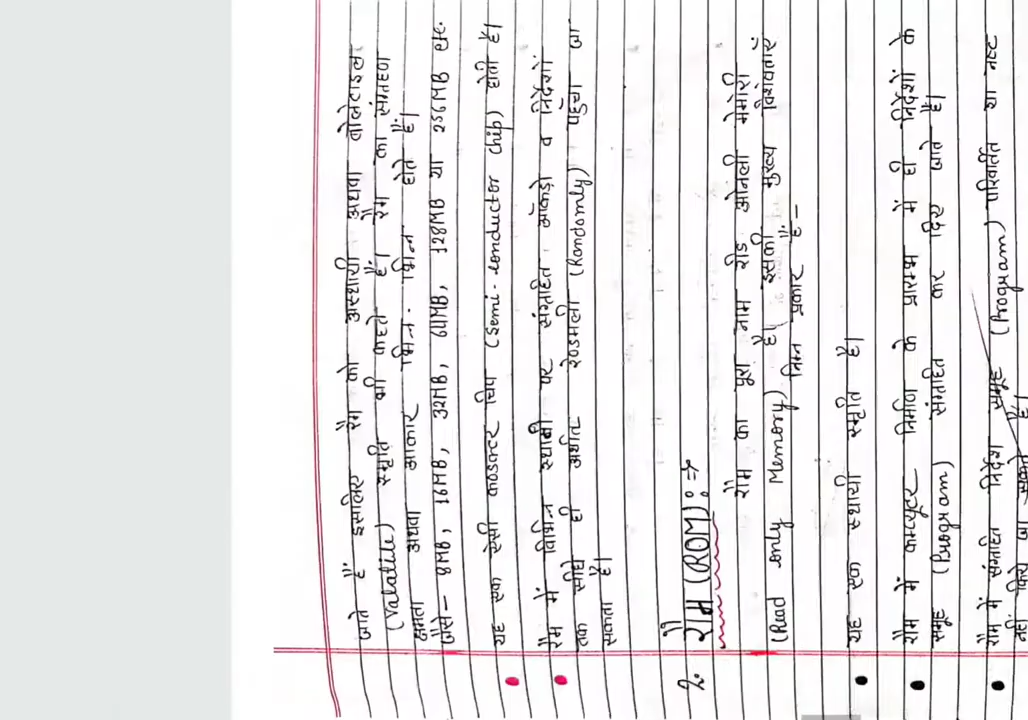 जाते हैं इसलिए रैम को अस्थायी अथवा वोलेटाइल
(Valatile) स्मृति भी कहते हैं। रैम का संग्रहण
क्षमता अथवा आकार भिन्न-भिन्न होते हैं।
जैसे - 8MB, 16MB, 32MB, 64MB, 128MB या 256MB etc.
यह एक ऐसी कण्डक्टर चिप (Semi-conductor chip) होती है।
रैम में विभिन्न स्थानों पर संग्रहित आंकड़ो व निर्देशों
तक सीधे ही अर्थात रेण्डमली (Randomly) पहुंचा जा
सकता है।
2. रॉम (ROM) :⇒
रॉम का पूरा नाम रीड ओनली मेमोरी
(Read only Memory) है। इसकी मुख्य विशेषताएं
निम्न प्रकार हैं -
• यह एक स्थायी स्मृति है।
• रॉम में कम्प्यूटर निर्माण के प्रारम्भ में ही निर्देशों के
समूह (Program) संग्रहित कर दिए जाते है।
• रॉम में संग्रहित निर्देश समूह (Program) परिवर्तित या नष्ट
नहीं किये जा सकते हैं।